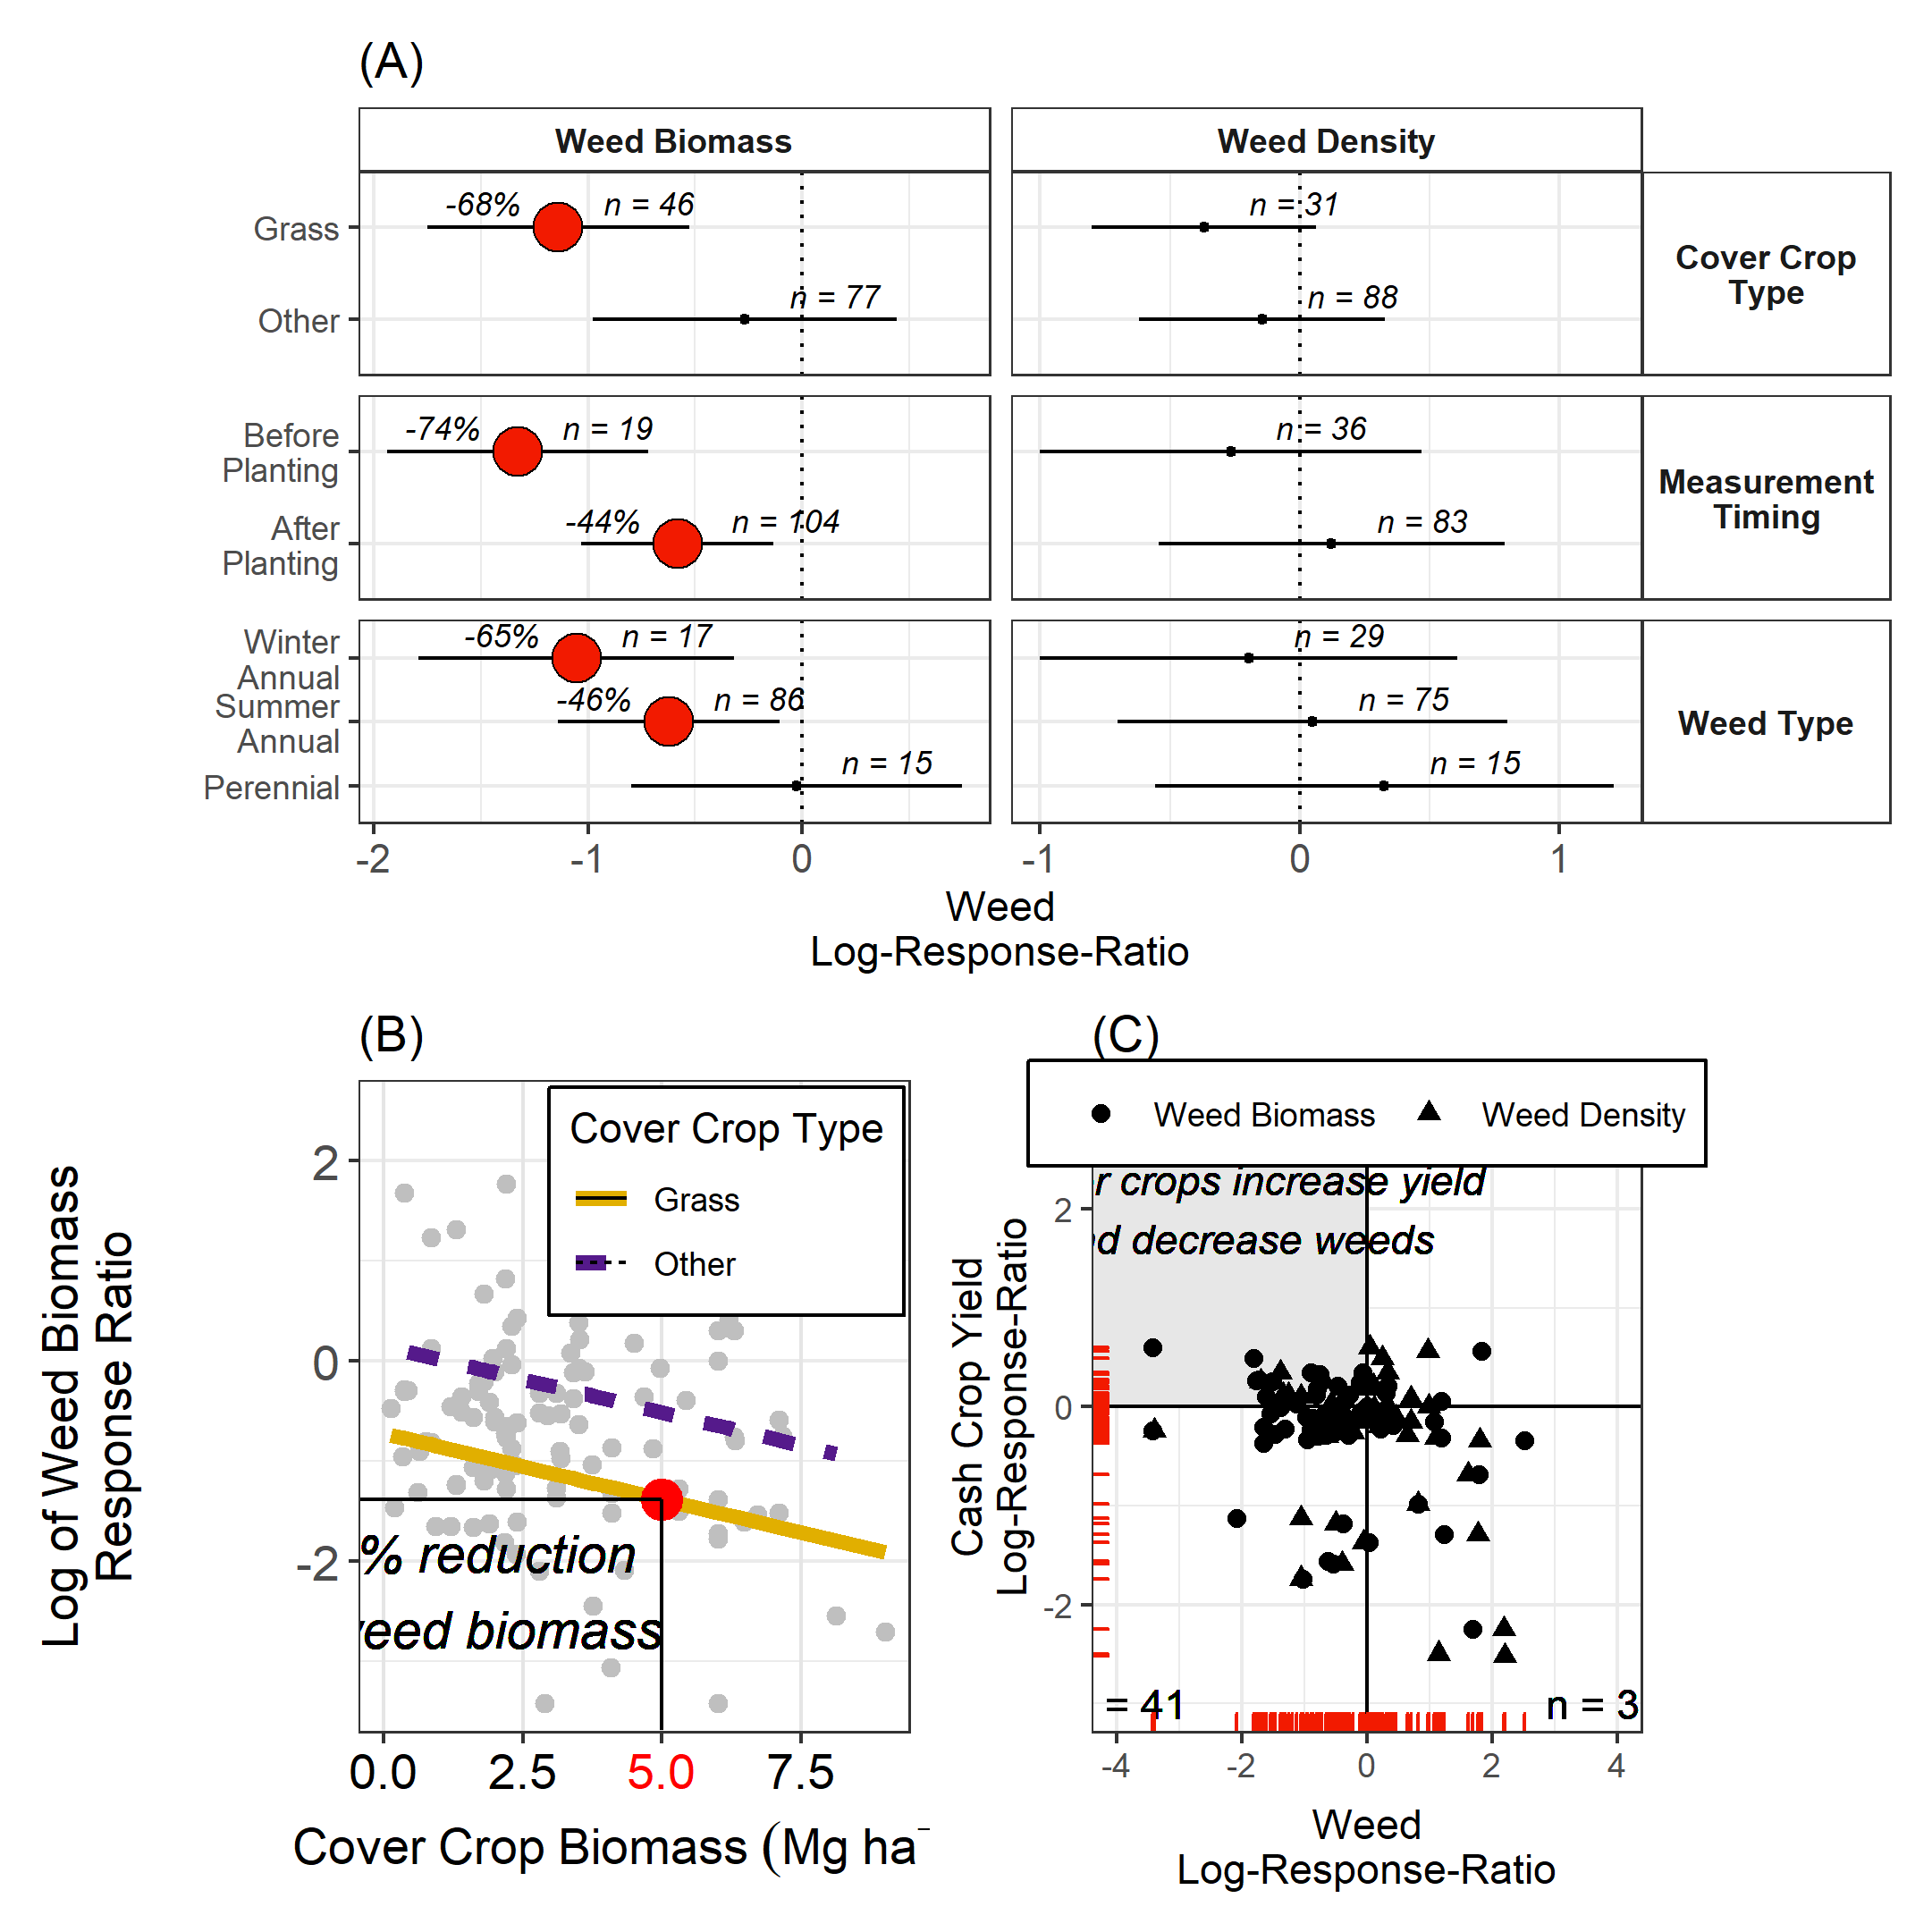 (A)
Weed Biomass
Weed Density
-68%
n = 46
n = 31
Grass
n = 77
n = 88
Other
Cover Crop
Type
-74%
n = 19
n = 36
Before
Planting
-44%
n = 104
n = 83
After
Planting
Measurement
Timing
-65%
n = 17
n = 29
Winter
Annual
-46%
n = 86
n = 75
Summer
Annual
n = 15
n = 15
Perennial
Weed Type
-2
-1
0
-1
0
1
Weed
Log-Response-Ratio
(B)
Log of Weed Biomass
Response Ratio
2
0
-2
Cover Crop Type
Grass
Other
% reduction
eed biomass
0.0
2.5
5.0
7.5
Cover Crop Biomass (Mg ha⁻
(C)
Weed Biomass
Weed Density
r crops increase yield
d decrease weeds
Cash Crop Yield
Log-Response-Ratio
2
0
-2
= 41
n = 3
-4
-2
0
2
4
Weed
Log-Response-Ratio